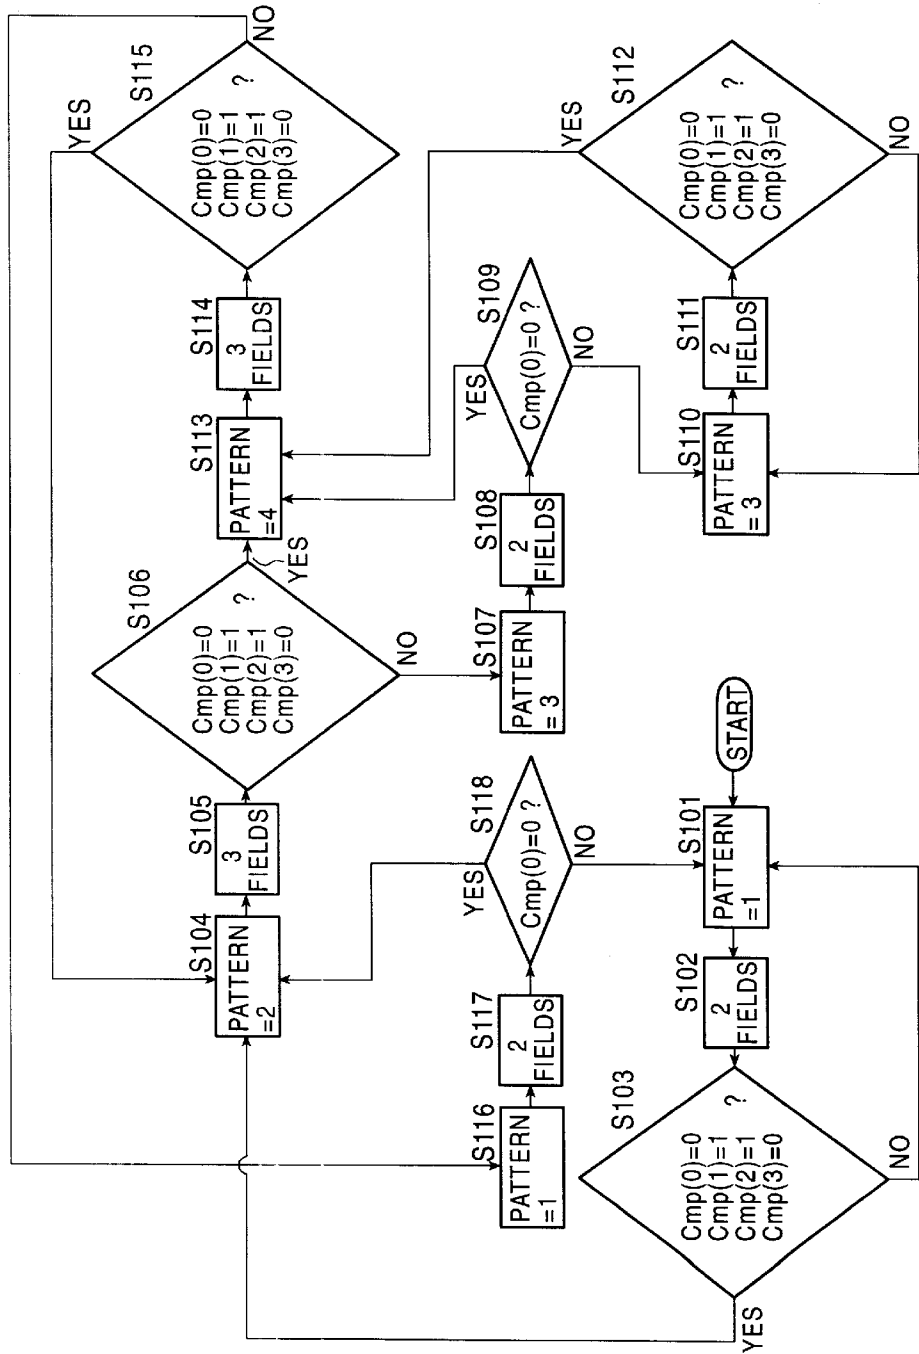 START
S101
PATTERN
=1
S102
2
FIELDS
S103
Cmp(0)=0
Cmp(1)=1
Cmp(2)=1
Cmp(3)=0
?
YES
NO
S104
PATTERN
=2
S105
3
FIELDS
S106
Cmp(0)=0
Cmp(1)=1
Cmp(2)=1
Cmp(3)=0
?
YES
NO
S107
PATTERN
= 3
S108
2
FIELDS
S109
Cmp(0)=0 ?
YES
NO
S110
PATTERN
= 3
S111
2
FIELDS
S112
Cmp(0)=0
Cmp(1)=1
Cmp(2)=1
Cmp(3)=0
?
YES
NO
S113
PATTERN
=4
S114
3
FIELDS
S115
Cmp(0)=0
Cmp(1)=1
Cmp(2)=1
Cmp(3)=0
?
YES
NO
S116
PATTERN
=1
S117
2
FIELDS
S118
Cmp(0)=0 ?
YES
NO